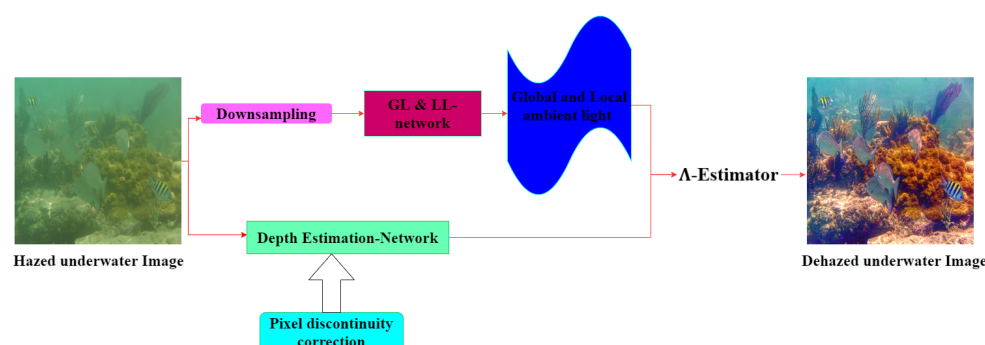 Downsampling
GL & LL-
network
Global and Local
ambient light
Λ-Estimator
Depth Estimation-Network
Hazed underwater Image
Dehazed underwater Image
Pixel discontinuity
correction